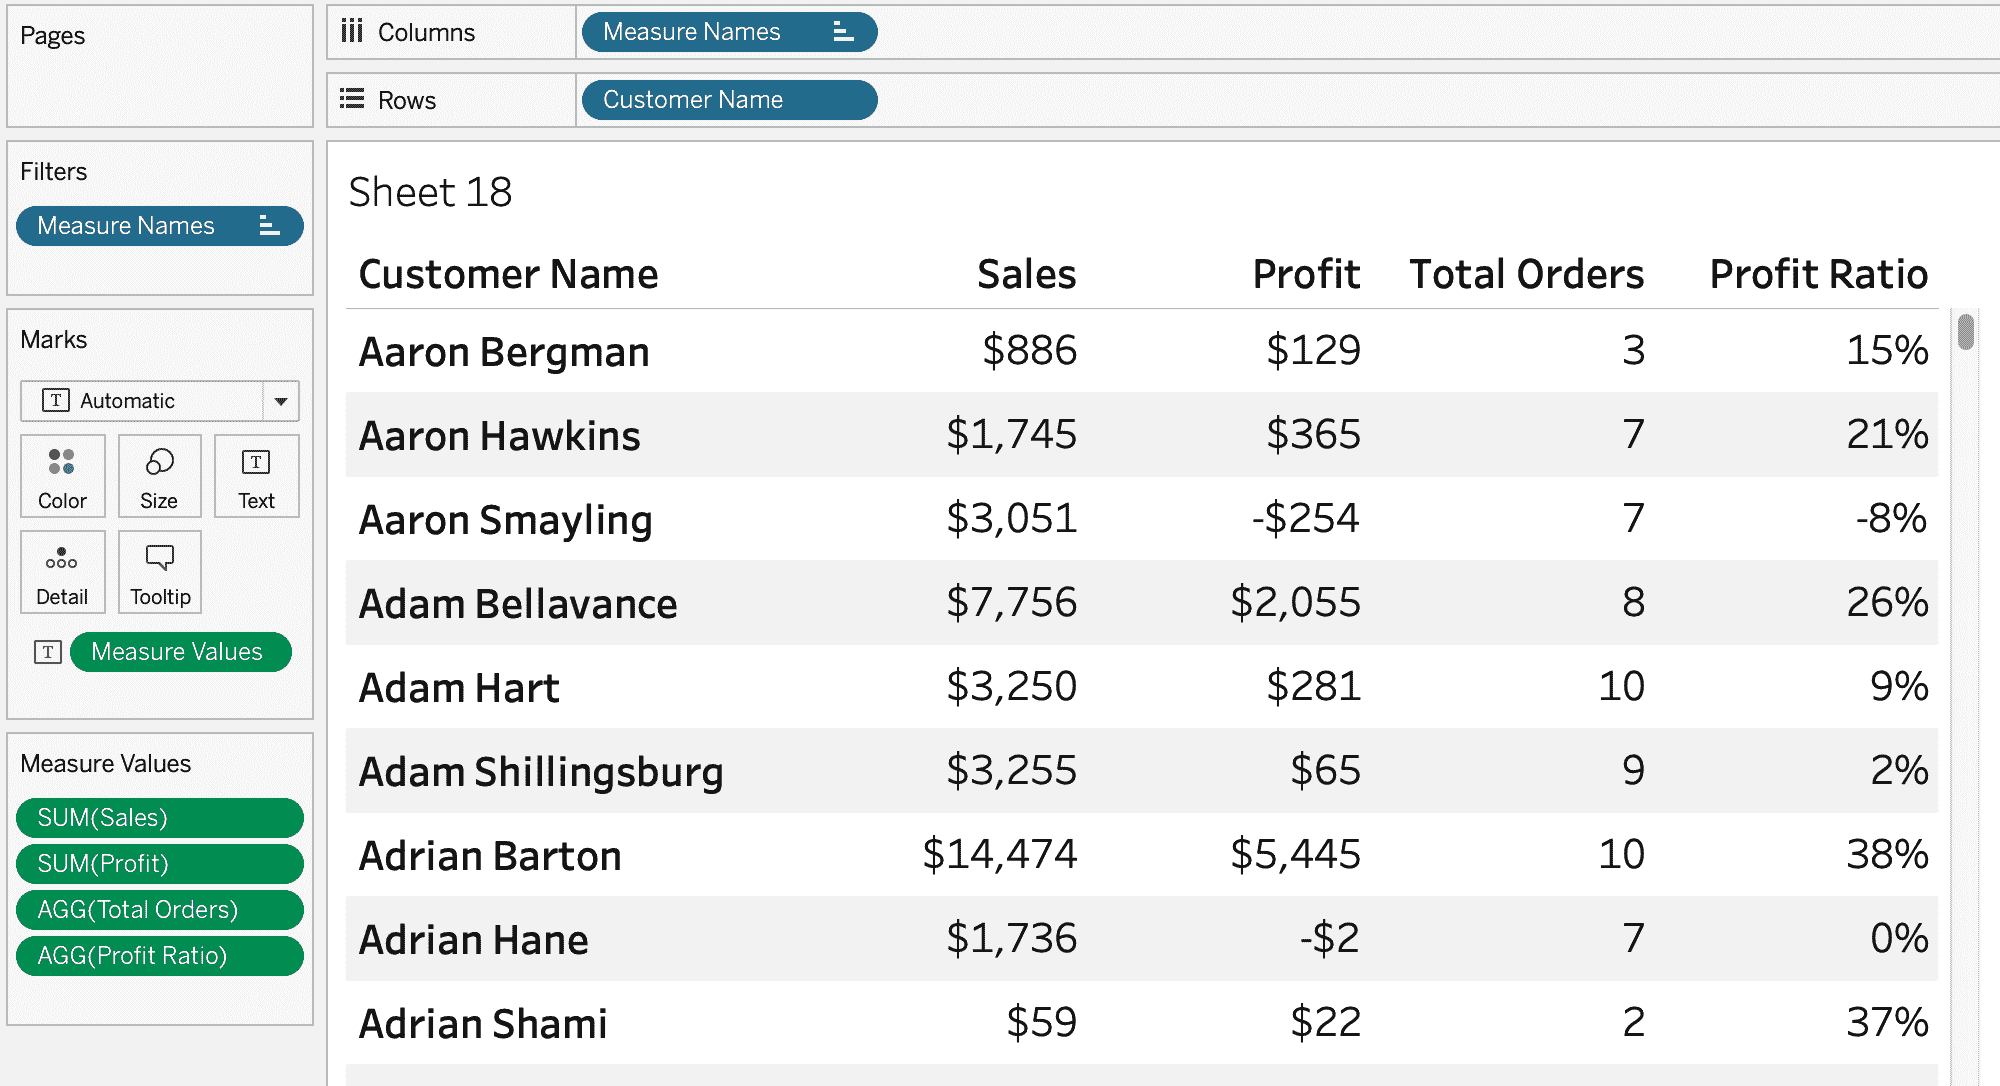 Pages
Columns
Measure Names
Rows
Customer Name
Filters
Measure Names
Marks
T Automatic
Color
Size
T
Text
Detail
Tooltip
T Measure Values
Measure Values
SUM(Sales)
SUM(Profit)
AGG(Total Orders)
AGG(Profit Ratio)
Sheet 18
Customer Name Sales Profit Total Orders Profit Ratio
Aaron Bergman $886 $129 3 15%
Aaron Hawkins $1,745 $365 7 21%
Aaron Smayling $3,051 -$254 7 -8%
Adam Bellavance $7,756 $2,055 8 26%
Adam Hart $3,250 $281 10 9%
Adam Shillingsburg $3,255 $65 9 2%
Adrian Barton $14,474 $5,445 10 38%
Adrian Hane $1,736 -$2 7 0%
Adrian Shami $59 $22 2 37%